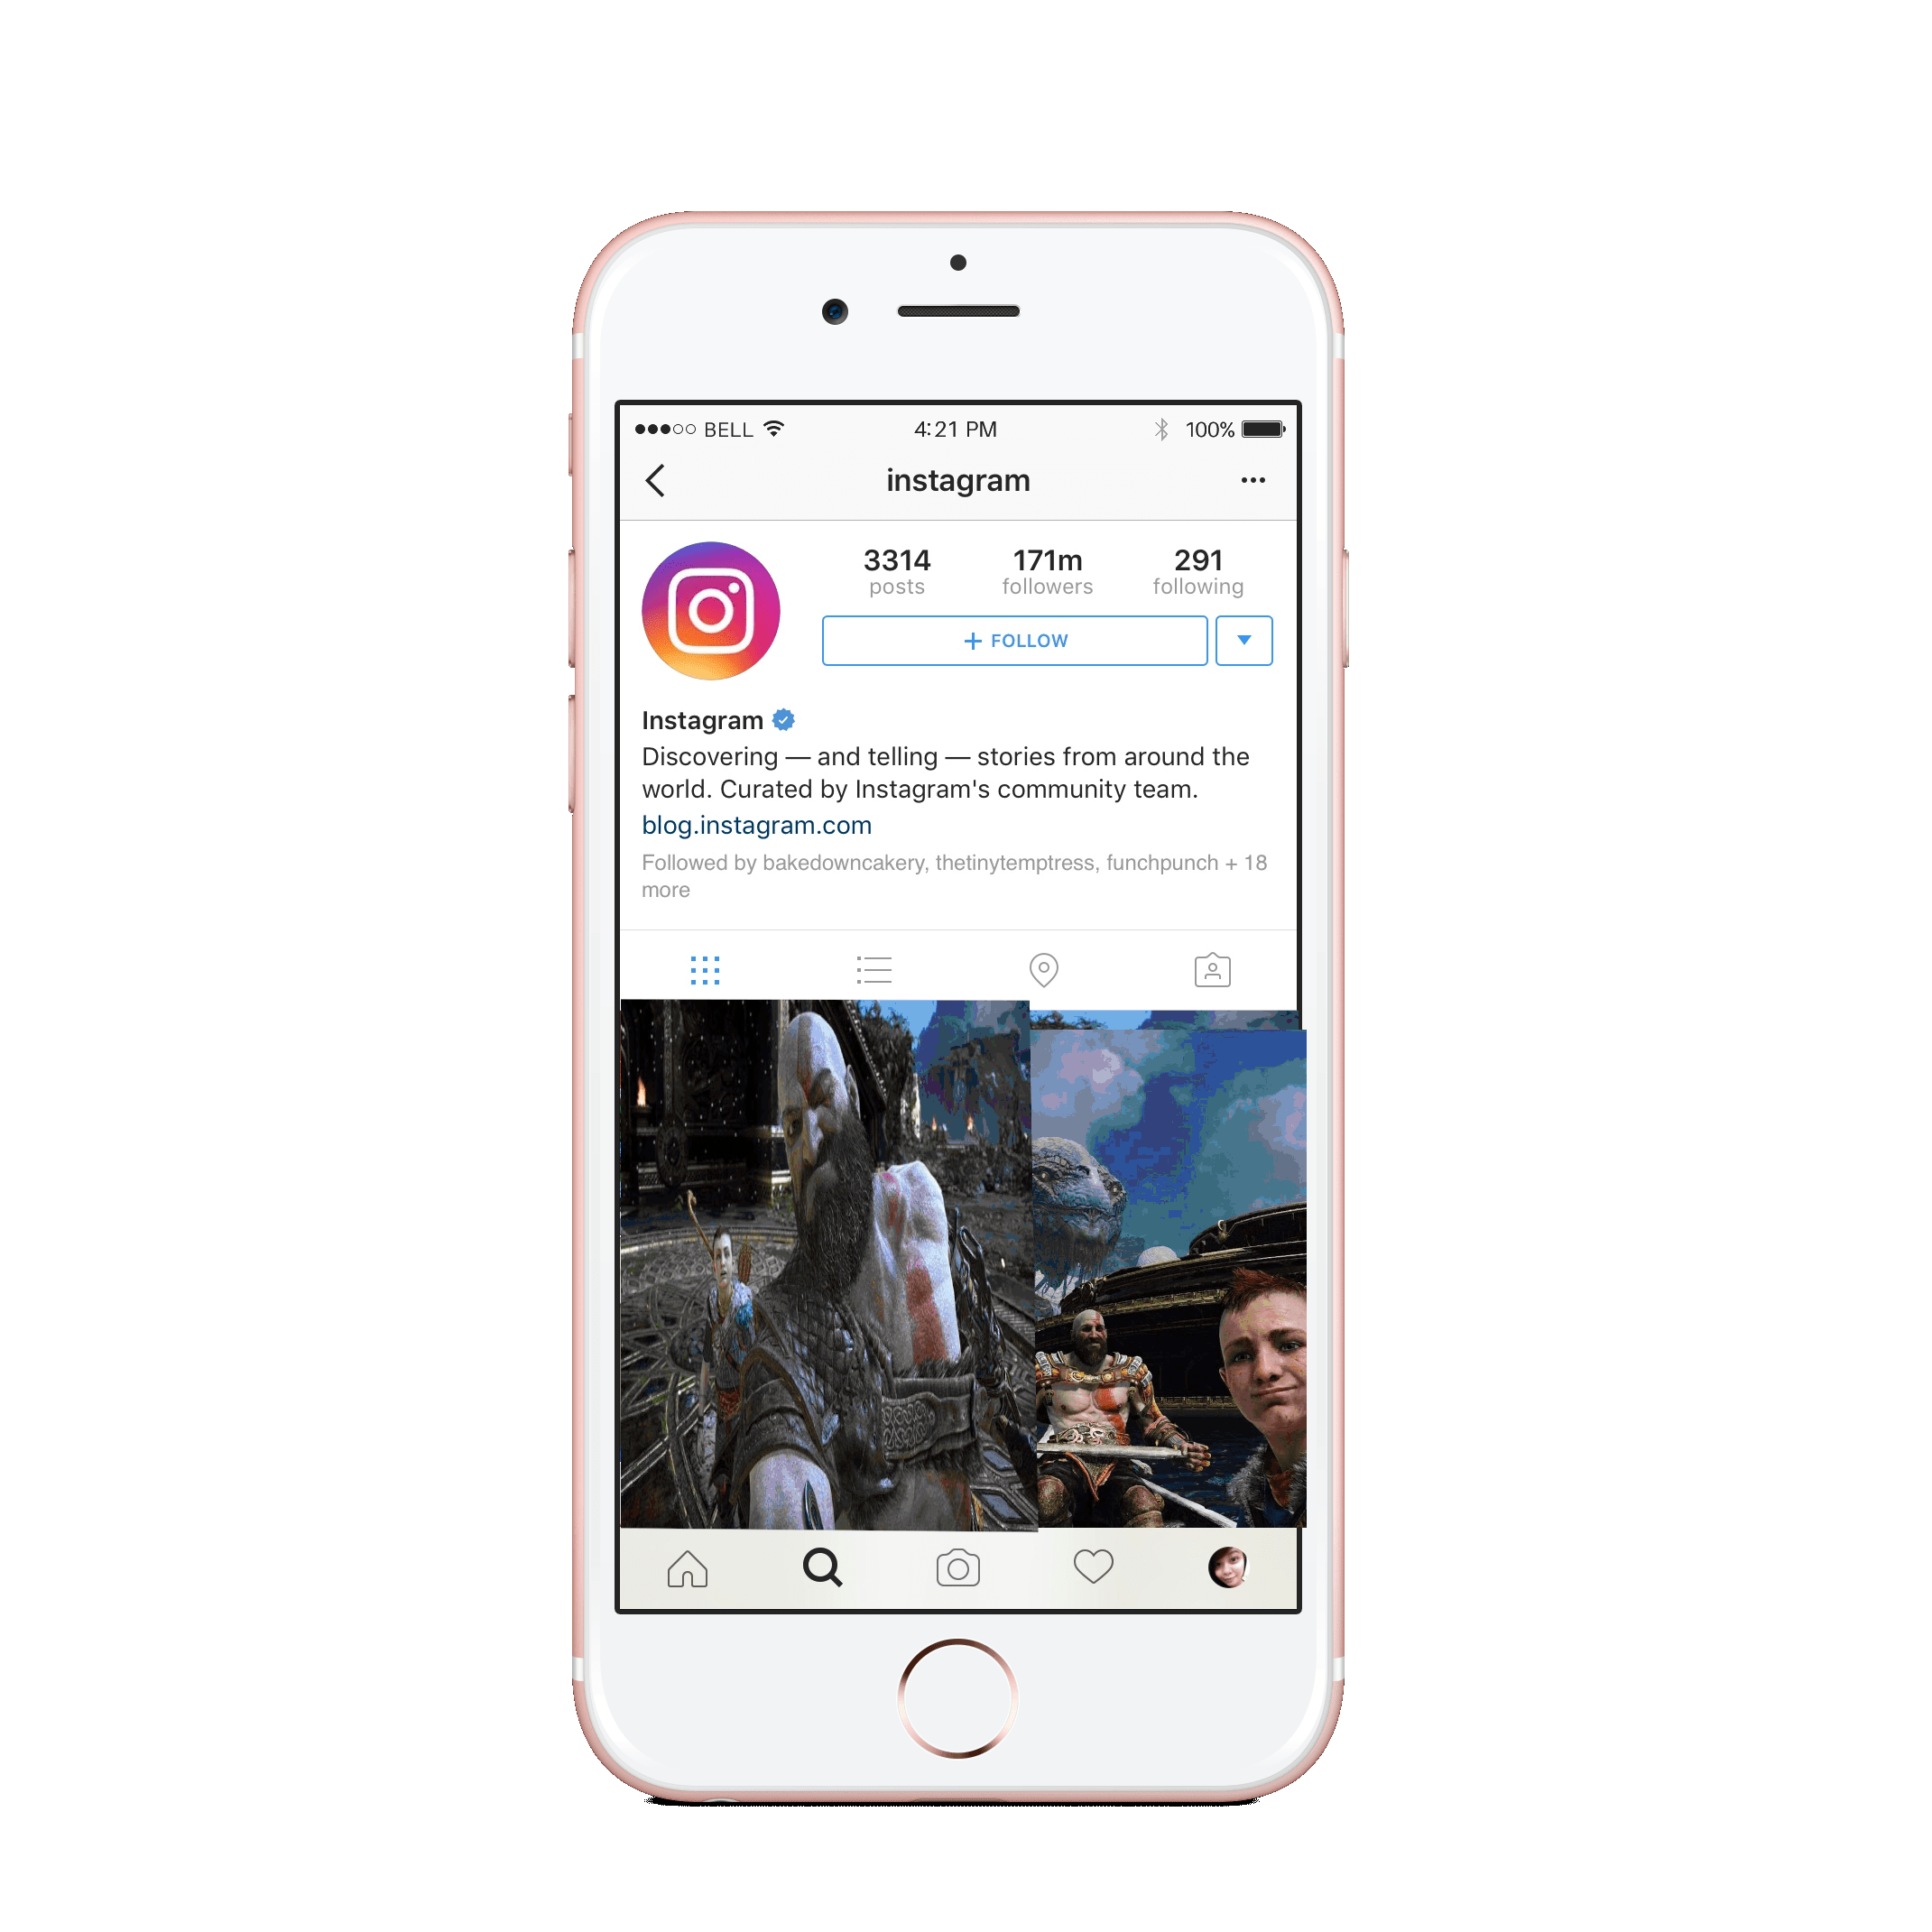 BELL 4:21 PM 100%
instagram
3314 171m 291
posts followers following
+ FOLLOW
Instagram
Discovering — and telling — stories from around the
world. Curated by Instagram's community team.
blog.instagram.com
Followed by bakedowncakery, thetinytemptress, funchpunch + 18
more